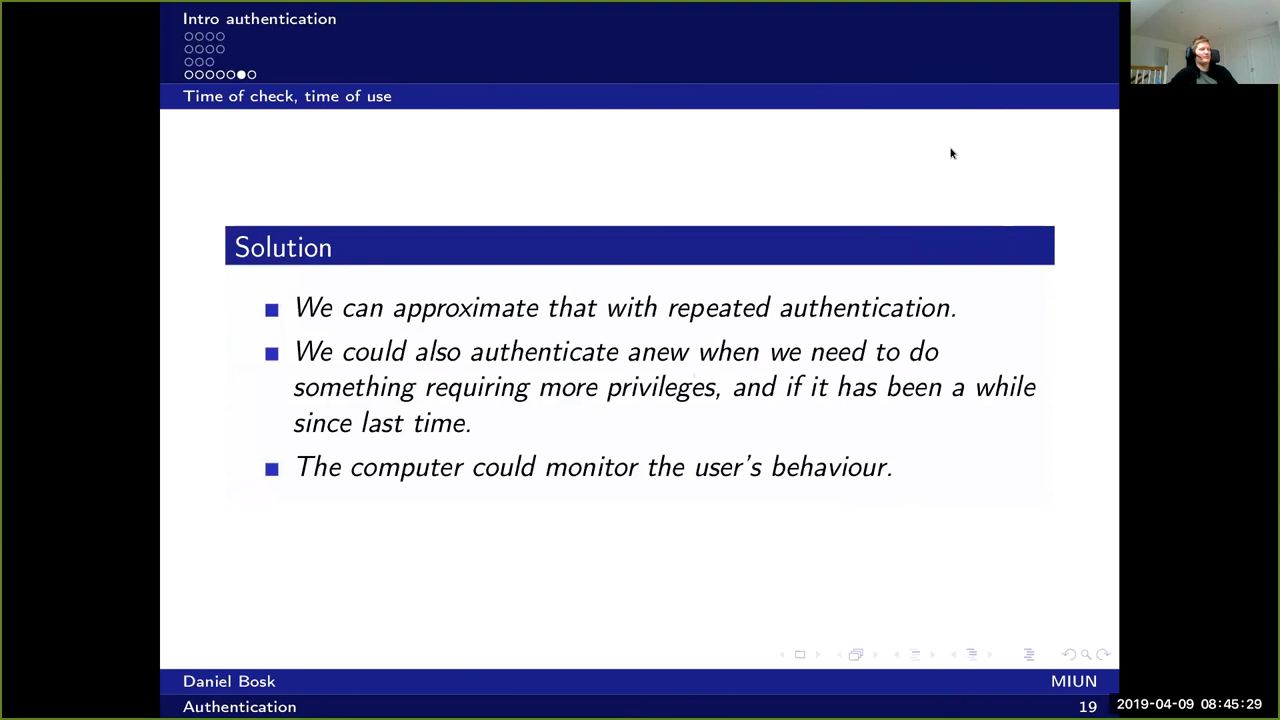 Intro authentication
Time of check, time of use
Solution
We can approximate that with repeated authentication.
We could also authenticate anew when we need to do
something requiring more privileges, and if it has been a while
since last time.
The computer could monitor the user's behaviour.
Daniel Bosk
MIUN
Authentication
19
2019-04-09 08:45:29